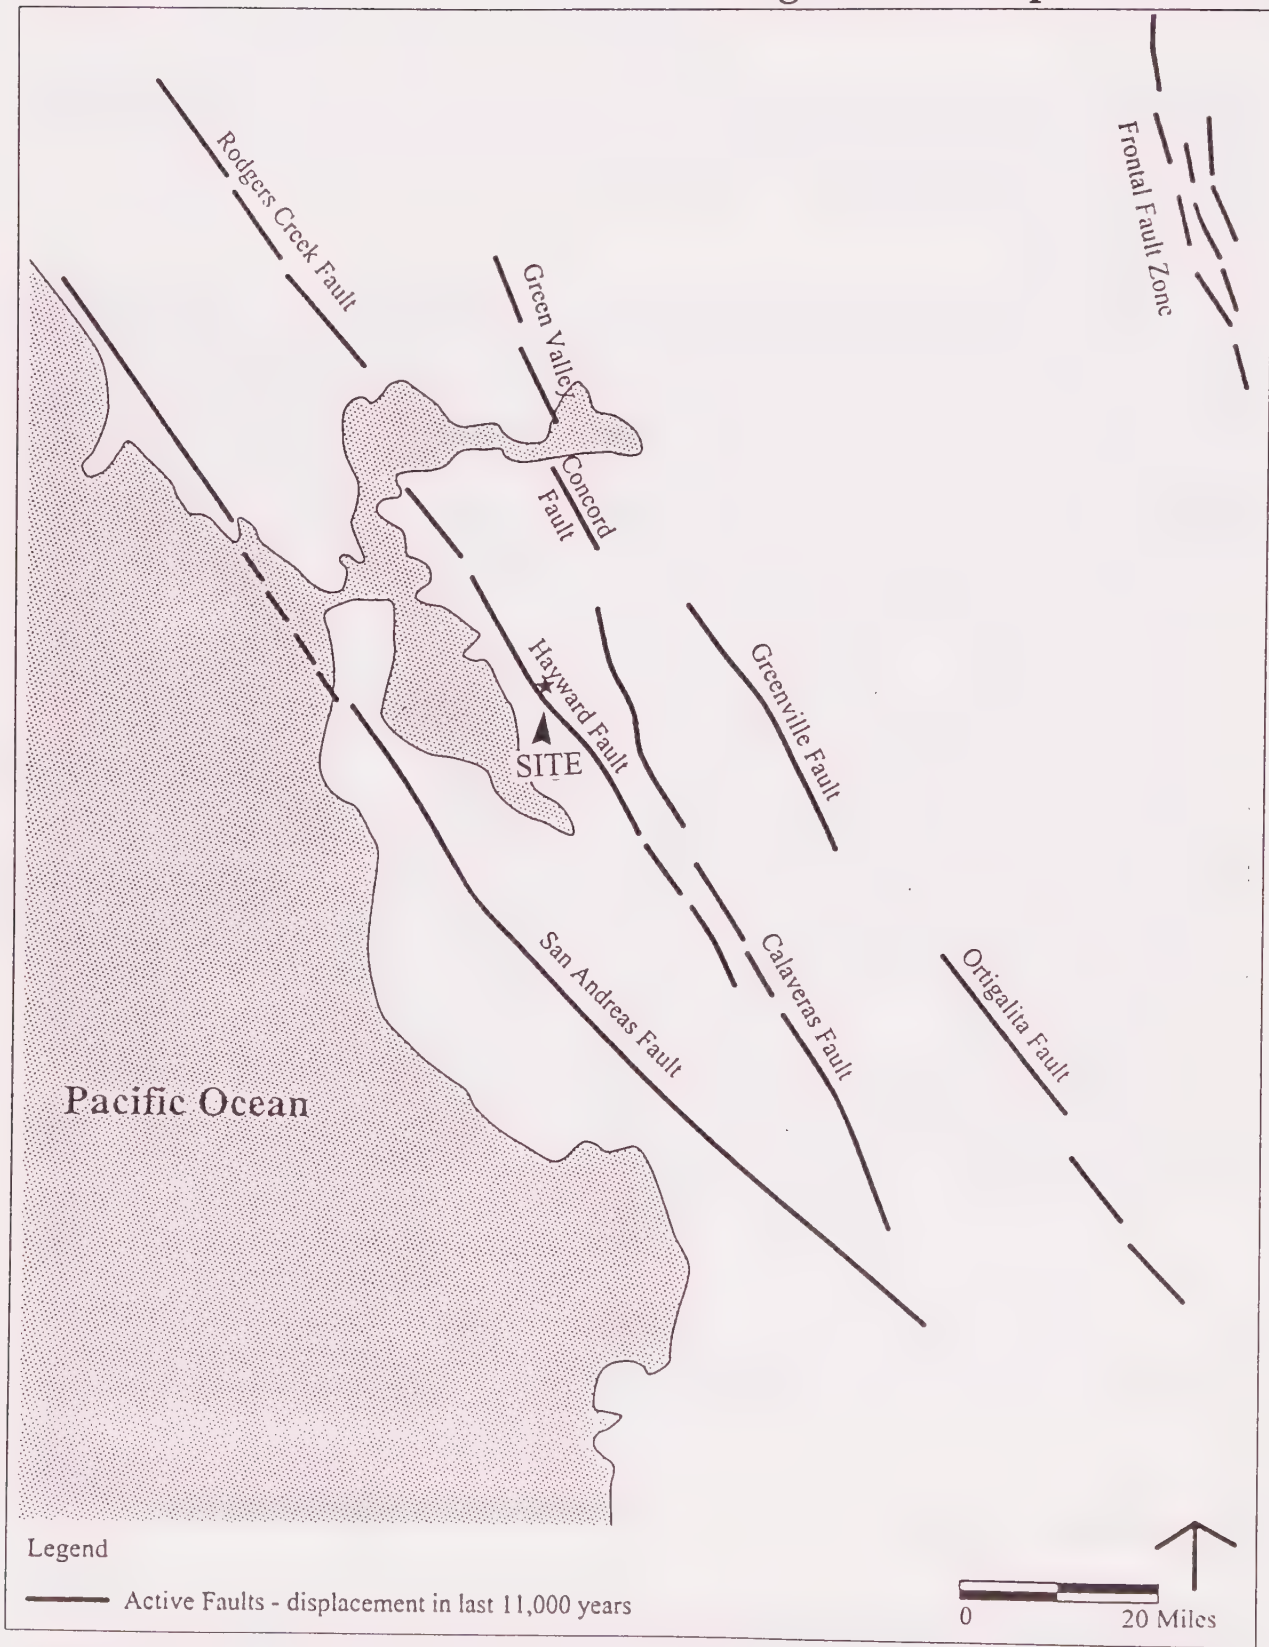 Rodgers Creek Fault
Frontal Fault Zone
Green Valley
Concord
Fault
Hayward Fault
SITE
Greenville Fault
San Andreas Fault
Calaveras Fault
Ortigalita Fault
Pacific Ocean
Legend
Active Faults - displacement in last 11,000 years
0 20 Miles